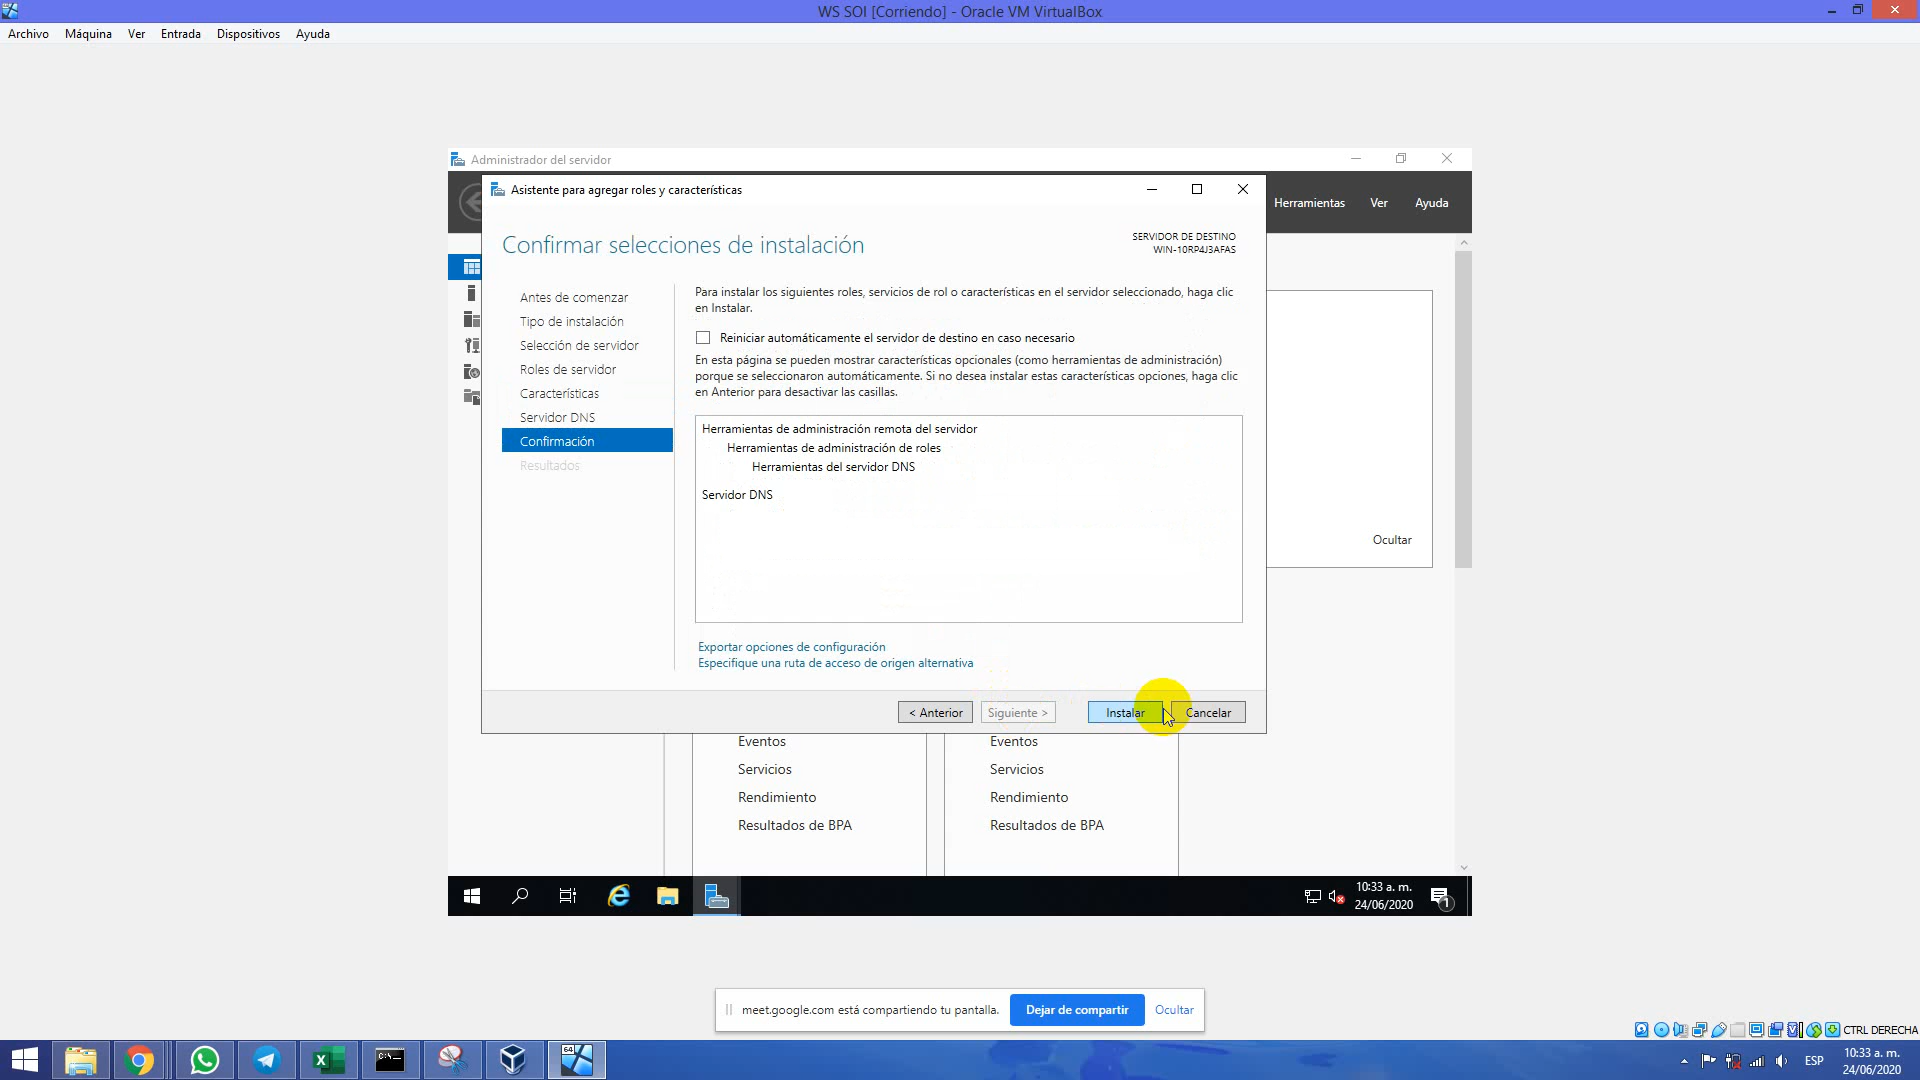 WS SOI [Corriendo] - Oracle VM VirtualBox
Archivo Máquina Ver Entrada Dispositivos Ayuda
Administrador del servidor
Asistente para agregar roles y características
Herramientas Ver Ayuda
Confirmar selecciones de instalación
SERVIDOR DE DESTINO
WIN-10RP4J3AFAS
Antes de comenzar
Tipo de instalación
Selección de servidor
Roles de servidor
Características
Servidor DNS
Confirmación
Resultados
Para instalar los siguientes roles, servicios de rol o características en el servidor seleccionado, haga clic
en Instalar.
Reiniciar automáticamente el servidor de destino en caso necesario
En esta página se pueden mostrar características opcionales (como herramientas de administración)
porque se seleccionaron automáticamente. Si no desea instalar estas características opciones, haga clic
en Anterior para desactivar las casillas.
Herramientas de administración remota del servidor
Herramientas de administración de roles
Herramientas del servidor DNS
Servidor DNS
Ocultar
Exportar opciones de configuración
Especifique una ruta de acceso de origen alternativa
< Anterior Siguiente > Instalar Cancelar
Eventos Eventos
Servicios Servicios
Rendimiento Rendimiento
Resultados de BPA Resultados de BPA
10:33 a. m.
24/06/2020
1
meet.google.com está compartiendo tu pantalla. Dejar de compartir Ocultar
CTRL DERECHA
64
C:\_
ESP
10:33 a. m.
24/06/2020